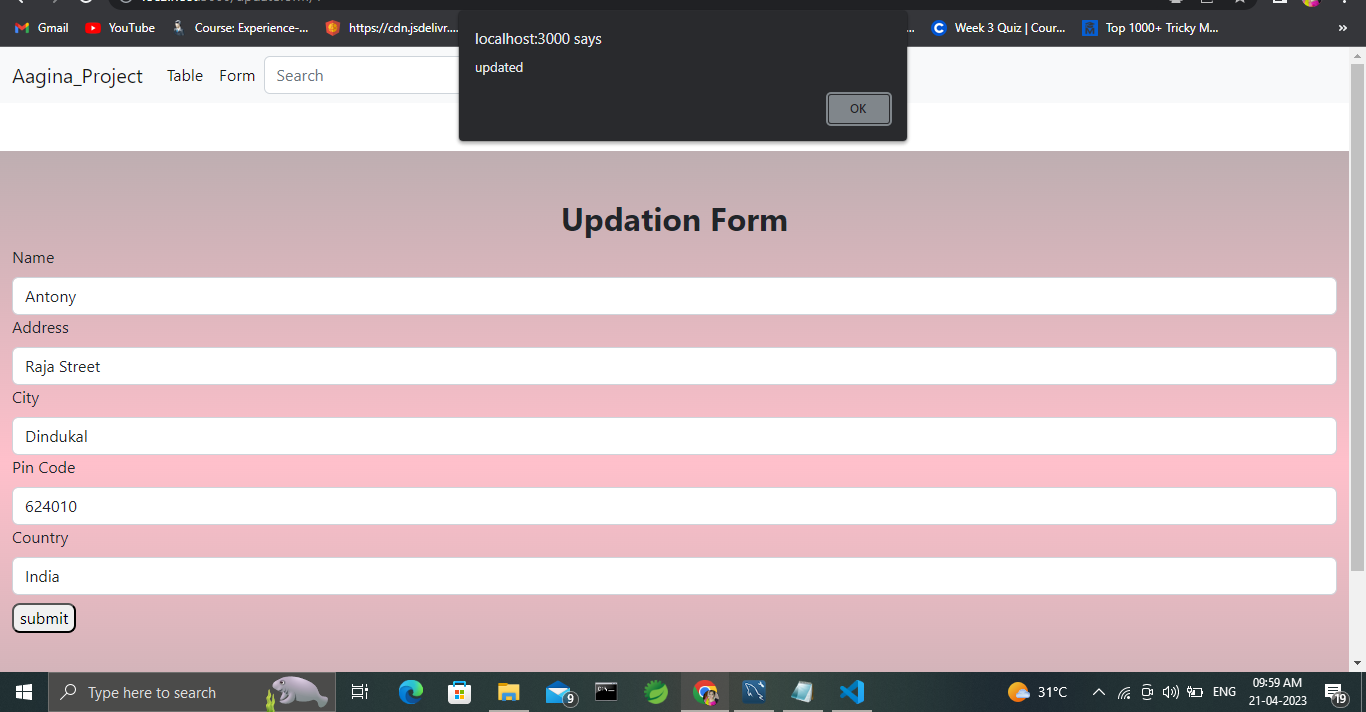 Gmail
YouTube
Course: Experience-...
https://cdn.jsdelivr....
...
Week 3 Quiz | Cour...
Top 1000+ Tricky M...
»
localhost:3000 says
updated
OK
Aagina_Project
Table
Form
Search
Updation Form
Name
Antony
Address
Raja Street
City
Dindukal
Pin Code
624010
Country
India
submit
Type here to search
9
31°C
ENG
09:59 AM
21-04-2023
19